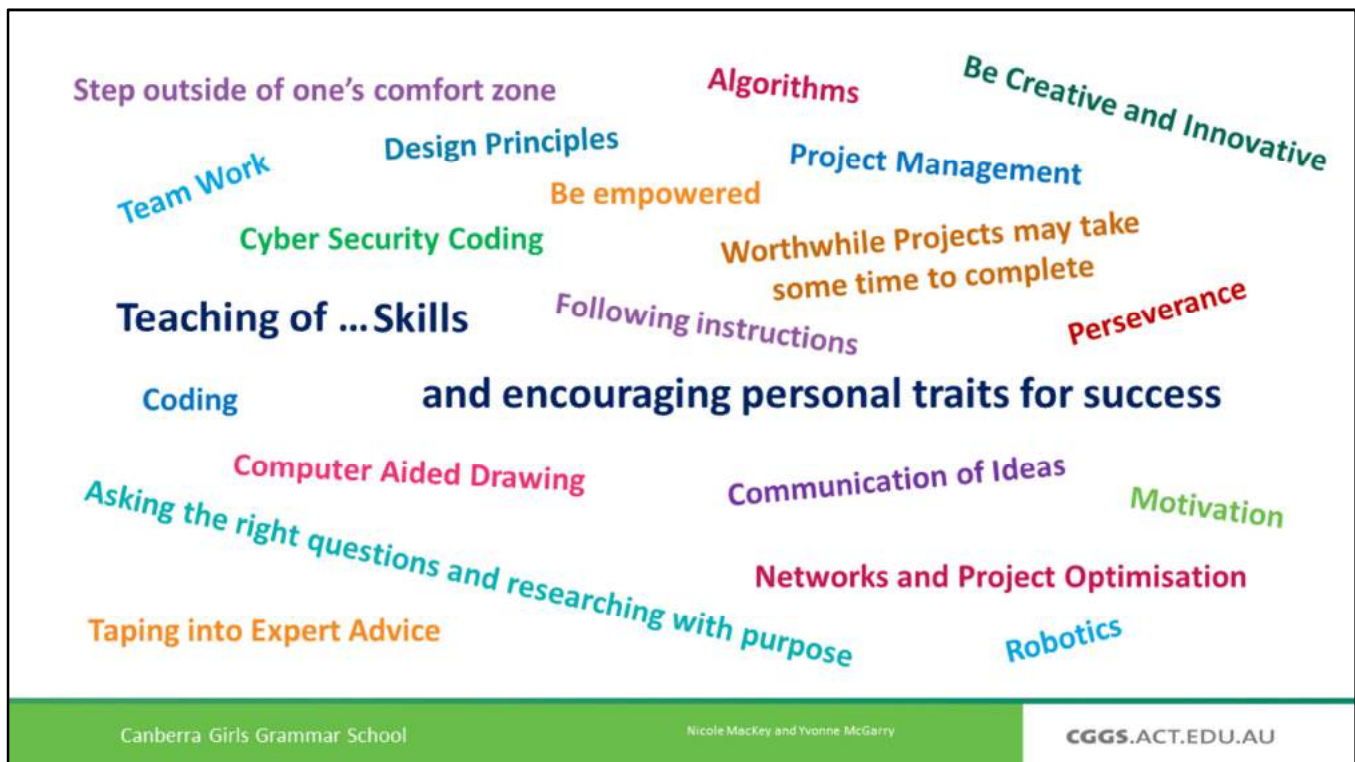 Step outside of one's comfort zone
Algorithms
Be Creative and Innovative
Design Principles
Project Management
Team Work
Be empowered
Cyber Security Coding
Worthwhile Projects may take
some time to complete
Teaching of ... Skills
Following instructions
Perseverance
Coding
and encouraging personal traits for success
Computer Aided Drawing
Communication of Ideas
Motivation
Asking the right questions and researching with purpose
Networks and Project Optimisation
Taping into Expert Advice
Robotics
Canberra Girls Grammar School
Nicole MacKey and Yvonne McGarry
CGGS.ACT.EDU.AU